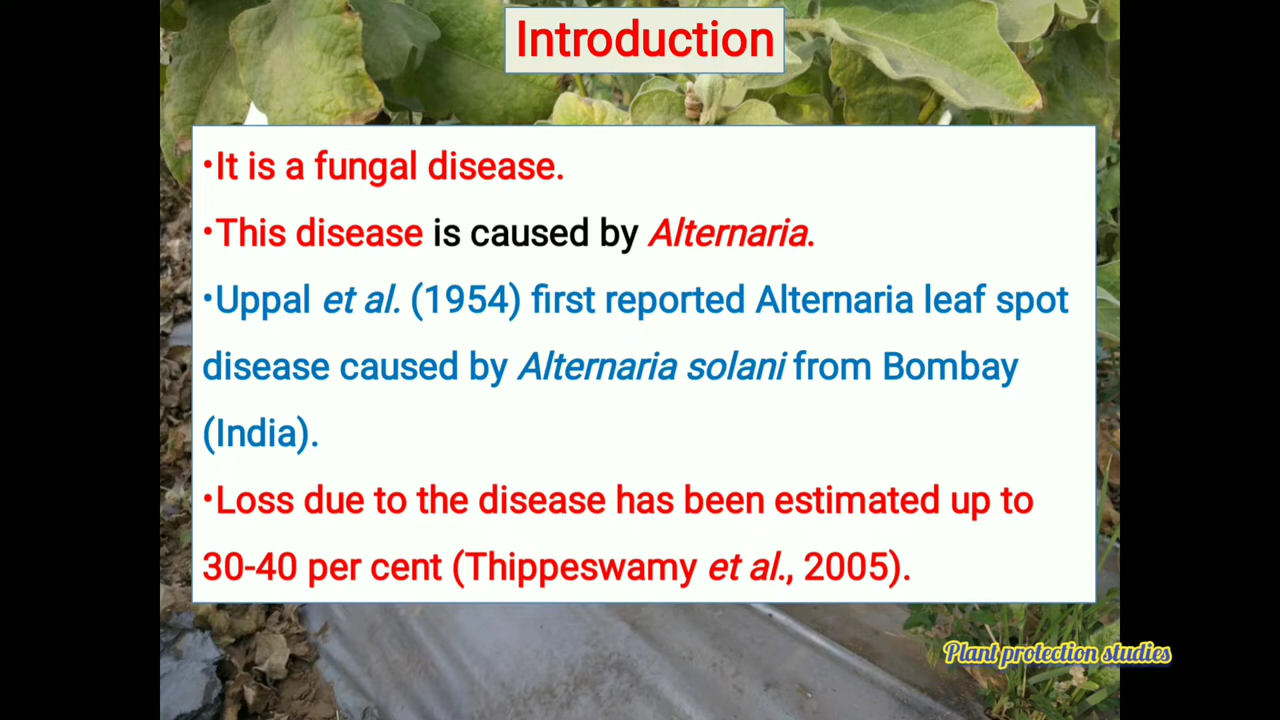 Introduction
•It is a fungal disease.
•This disease is caused by Alternaria.
•Uppal et al. (1954) first reported Alternaria leaf spot
disease caused by Alternaria solani from Bombay
(India).
•Loss due to the disease has been estimated up to
30-40 per cent (Thippeswamy et al., 2005).
Plant protection studies